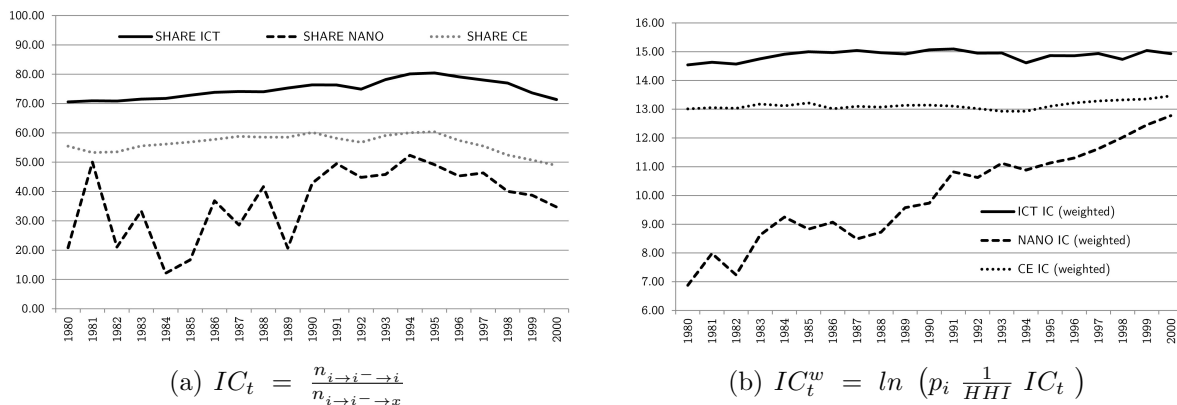 100.00
90.00
80.00
70.00
60.00
50.00
40.00
30.00
20.00
10.00
0.00
SHARE ICT SHARE NANO SHARE CE
1980 1981 1982 1983 1984 1985 1986 1987 1988 1989 1990 1991 1992 1993 1994 1995 1996 1997 1998 1999 2000
(a) IC_t = n_{i→i^-→i} / n_{i→i^-→x}
16.00
15.00
14.00
13.00
12.00
11.00
10.00
9.00
8.00
7.00
6.00
ICT IC (weighted)
NANO IC (weighted)
CE IC (weighted)
1980 1981 1982 1983 1984 1985 1986 1987 1988 1989 1990 1991 1992 1993 1994 1995 1996 1997 1998 1999 2000
(b) IC_t^w = ln (p_i 1/HHI IC_t)